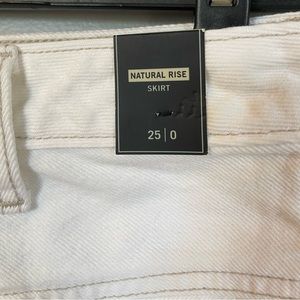 NATURAL RISE
SKIRT
25 | 0